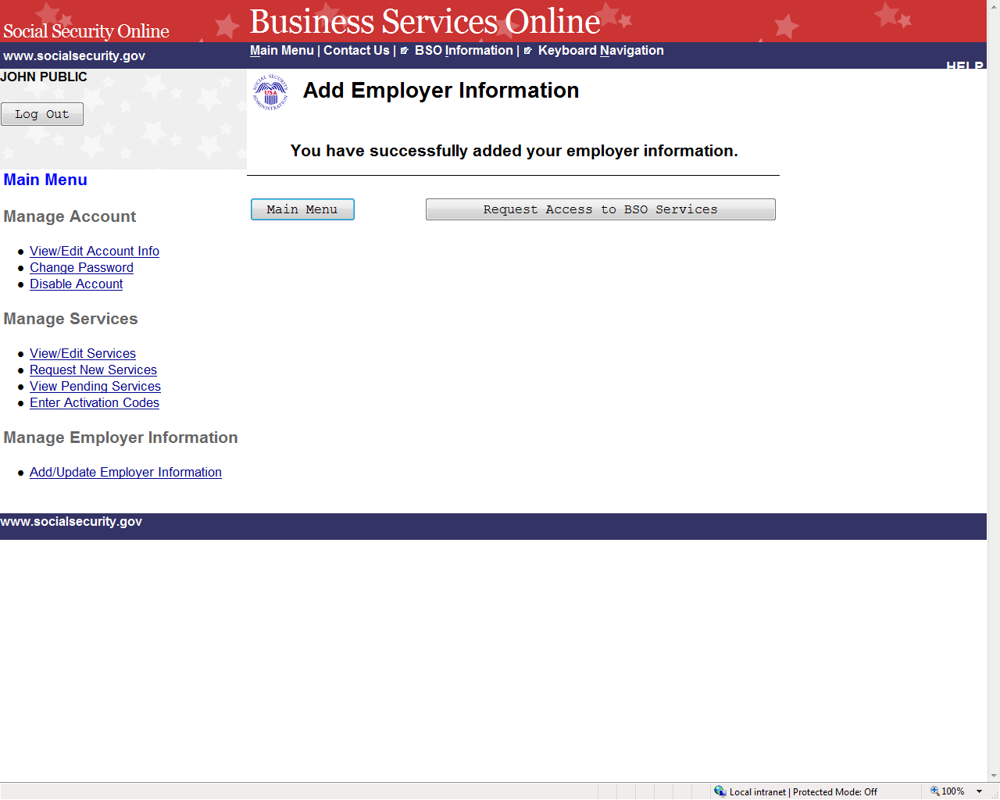 Social Security Online
Business Services Online
www.socialsecurity.gov
Main Menu | Contact Us | BSO Information | Keyboard Navigation
HELP
JOHN PUBLIC
Log Out
SOCIAL SECURITY ADMINISTRATION
USA
Add Employer Information
You have successfully added your employer information.
Main Menu
Request Access to BSO Services
Main Menu
Manage Account
View/Edit Account Info
Change Password
Disable Account
Manage Services
View/Edit Services
Request New Services
View Pending Services
Enter Activation Codes
Manage Employer Information
Add/Update Employer Information
www.socialsecurity.gov
Local intranet | Protected Mode: Off
100%